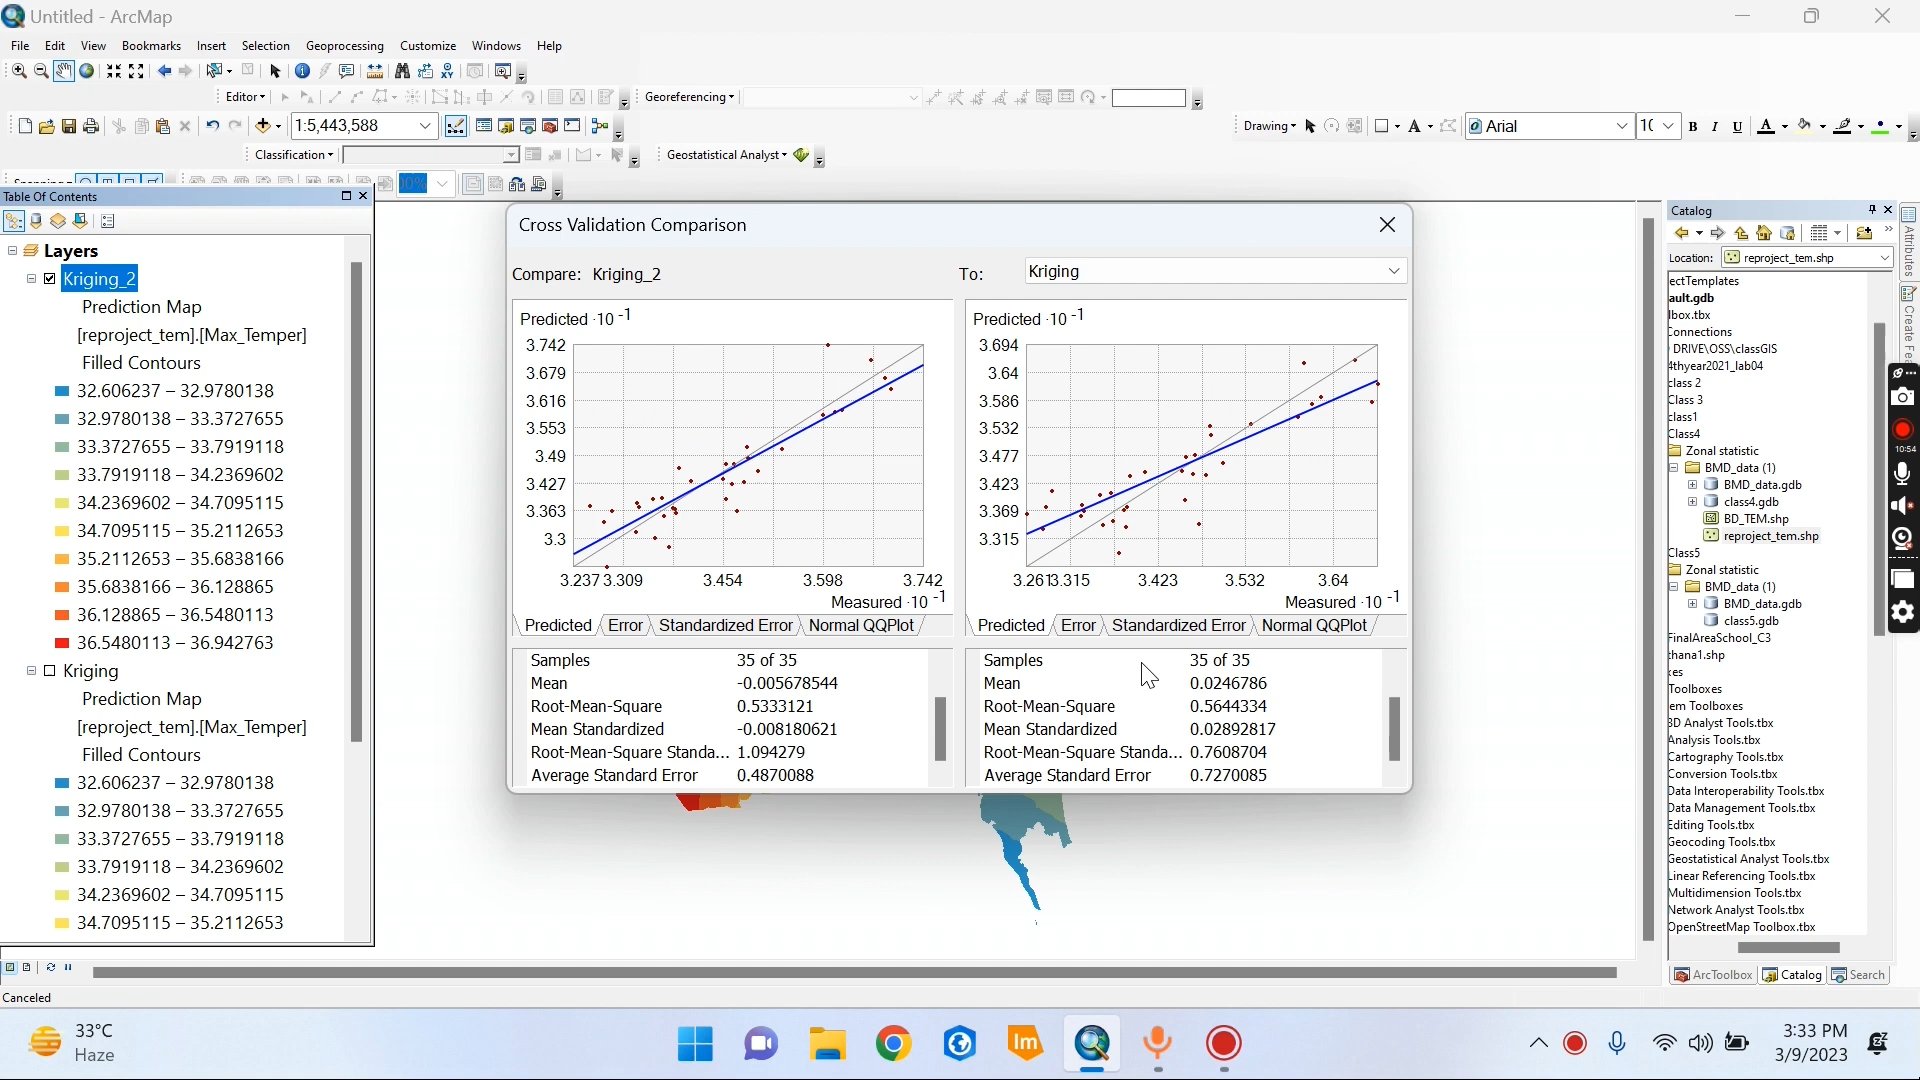 Untitled - ArcMap
File Edit View Bookmarks Insert Selection Geoprocessing Customize Windows Help
Editor Georeferencing
1:5,443,588 Drawing Arial 10 B I U A
Classification Geostatistical Analyst
Table Of Contents
Layers
Kriging_2
Prediction Map
[reproject_tem].[Max_Temper]
Filled Contours
32.606237 – 32.9780138
32.9780138 – 33.3727655
33.3727655 – 33.7919118
33.7919118 – 34.2369602
34.2369602 – 34.7095115
34.7095115 – 35.2112653
35.2112653 – 35.6838166
35.6838166 – 36.128865
36.128865 – 36.5480113
36.5480113 – 36.942763
Kriging
Prediction Map
[reproject_tem].[Max_Temper]
Filled Contours
32.606237 – 32.9780138
32.9780138 – 33.3727655
33.3727655 – 33.7919118
33.7919118 – 34.2369602
34.2369602 – 34.7095115
34.7095115 – 35.2112653
Canceled
Cross Validation Comparison
Compare: Kriging_2
To: Kriging
Predicted ·10 -1
3.742
3.679
3.616
3.553
3.49
3.427
3.363
3.3
3.237 3.309 3.454 3.598 3.742
Measured ·10 -1
Predicted Error Standardized Error Normal QQPlot
Samples 35 of 35
Mean -0.005678544
Root-Mean-Square 0.5333121
Mean Standardized -0.008180621
Root-Mean-Square Standa... 1.094279
Average Standard Error 0.4870088
Predicted ·10 -1
3.694
3.64
3.586
3.532
3.477
3.423
3.369
3.315
3.261 3.315 3.423 3.532 3.64
Measured ·10 -1
Predicted Error Standardized Error Normal QQPlot
Samples 35 of 35
Mean 0.0246786
Root-Mean-Square 0.5644334
Mean Standardized 0.02892817
Root-Mean-Square Standa... 0.7608704
Average Standard Error 0.7270085
Catalog
Location: reproject_tem.shp
ectTemplates
ault.gdb
lbox.tbx
Connections
DRIVE\OSS\classGIS
4thyear2021_lab04
class 2
Class 3
class1
Class4
Zonal statistic
BMD_data (1)
BMD_data.gdb
class4.gdb
BD_TEM.shp
reproject_tem.shp
Class5
Zonal statistic
BMD_data (1)
BMD_data.gdb
class5.gdb
FinalAreaSchool_C3
thana1.shp
es
Toolboxes
em Toolboxes
3D Analyst Tools.tbx
Analysis Tools.tbx
Cartography Tools.tbx
Conversion Tools.tbx
Data Interoperability Tools.tbx
Data Management Tools.tbx
Editing Tools.tbx
Geocoding Tools.tbx
Geostatistical Analyst Tools.tbx
Linear Referencing Tools.tbx
Multidimension Tools.tbx
Network Analyst Tools.tbx
OpenStreetMap Toolbox.tbx
ArcToolbox Catalog Search
Attributes
Create Fea
10:54
33°C
Haze
Im
3:33 PM
3/9/2023